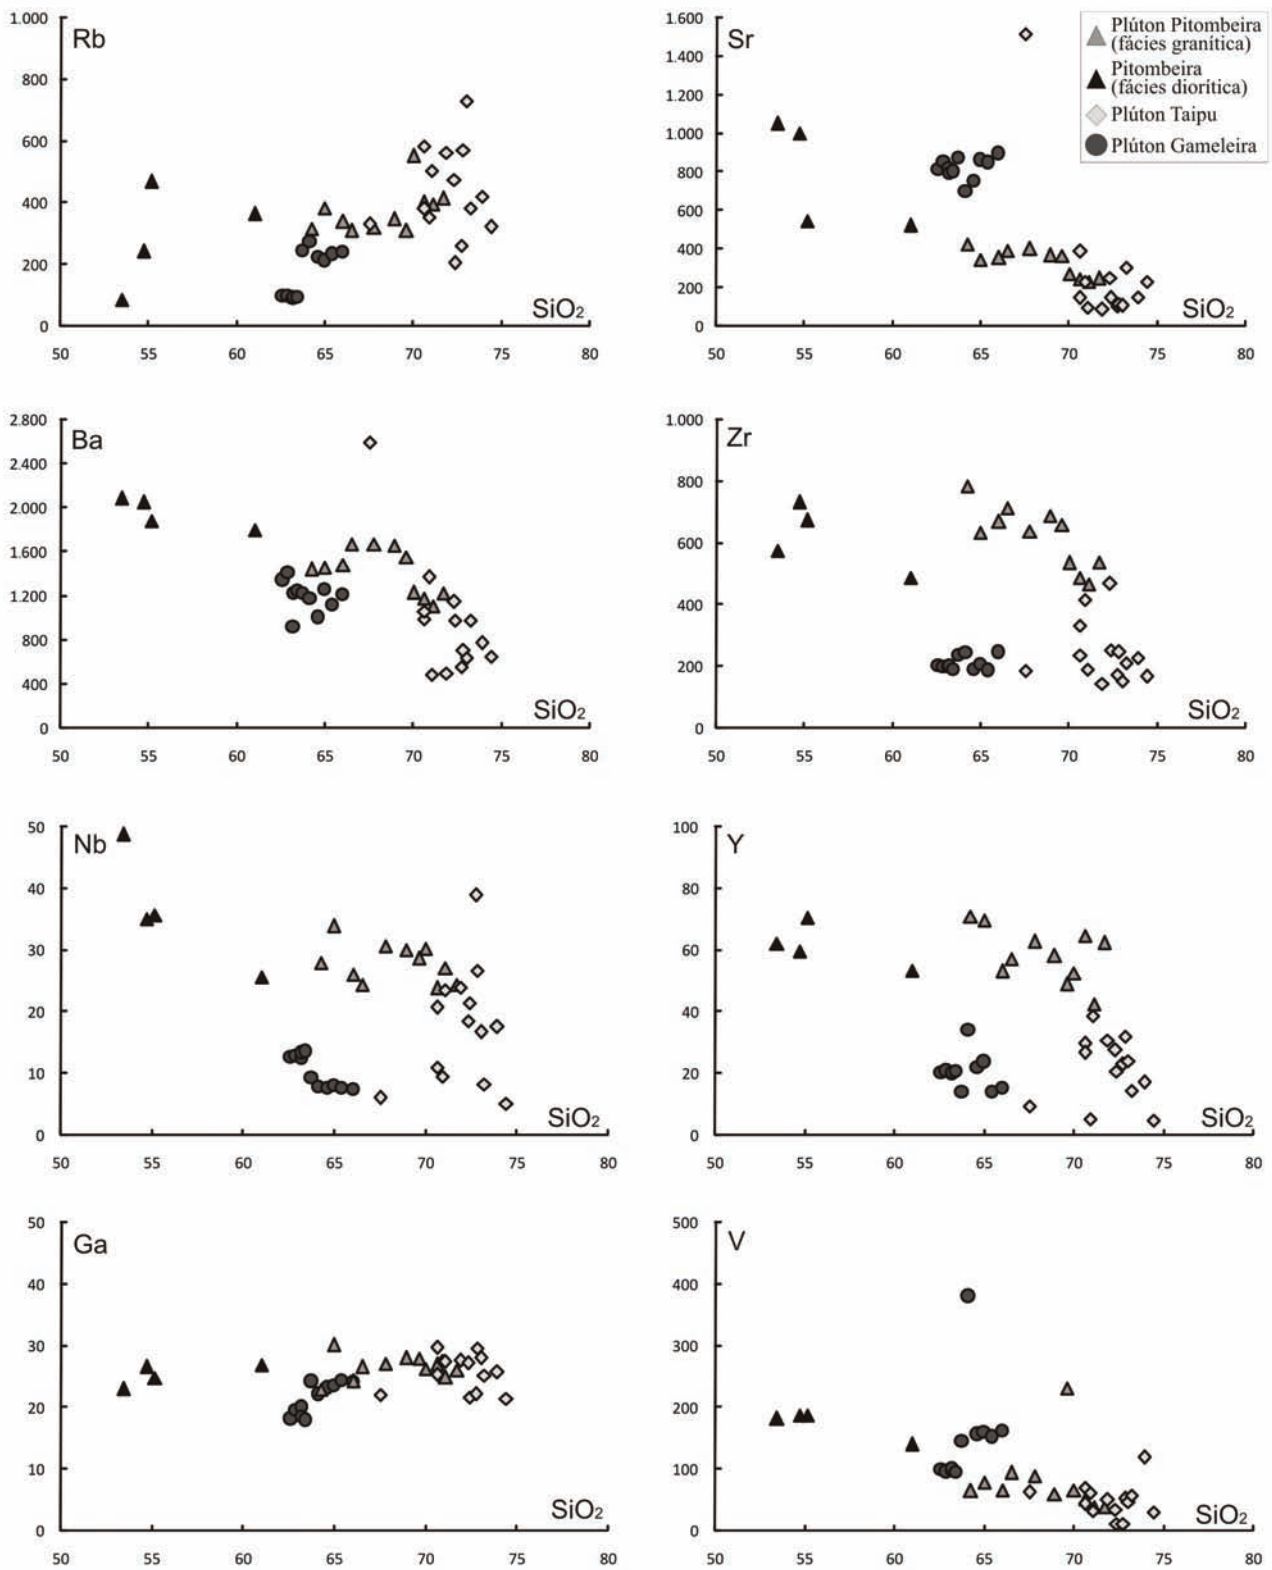 Rb
1.000
800
600
400
200
0
SiO₂
50 55 60 65 70 75 80
Sr
1.600
1.400
1.200
1.000
800
600
400
200
0
SiO₂
50 55 60 65 70 75 80
Plúton Pitombeira
(fácies granítica)
Pitombeira
(fácies diorítica)
Plúton Taipu
Plúton Gameleira
Ba
2.800
2.400
2.000
1.600
1.200
800
400
0
SiO₂
50 55 60 65 70 75 80
Zr
1.000
800
600
400
200
0
SiO₂
50 55 60 65 70 75 80
Nb
50
40
30
20
10
0
SiO₂
50 55 60 65 70 75 80
Y
100
80
60
40
20
0
SiO₂
50 55 60 65 70 75 80
Ga
50
40
30
20
10
0
SiO₂
50 55 60 65 70 75 80
V
500
400
300
200
100
0
SiO₂
50 55 60 65 70 75 80